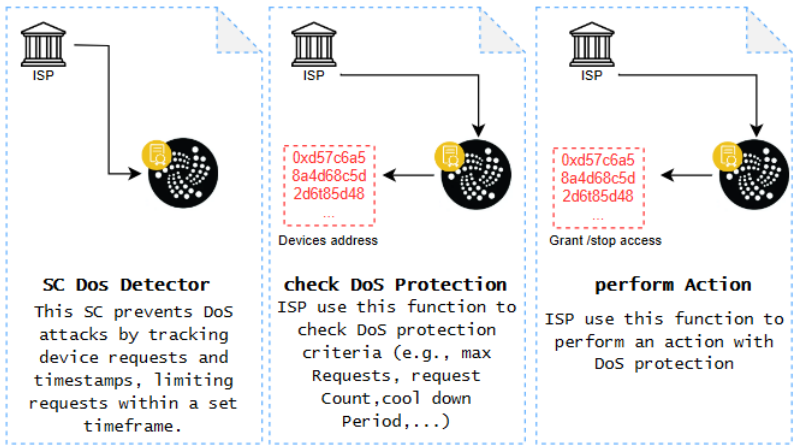 ISP
SC Dos Detector
This SC prevents DoS
attacks by tracking
device requests and
timestamps, limiting
requests within a set
timeframe.
ISP
0xd57c6a5
8a4d68c5d
2d6t85d48
...
Devices address
check DoS Protection
ISP use this function to
check DoS protection
criteria (e.g., max
Requests, request
Count,cool down
Period,...)
ISP
0xd57c6a5
8a4d68c5d
2d6t85d48
...
Grant /stop access
perform Action
ISP use this function to
perform an action with
DoS protection